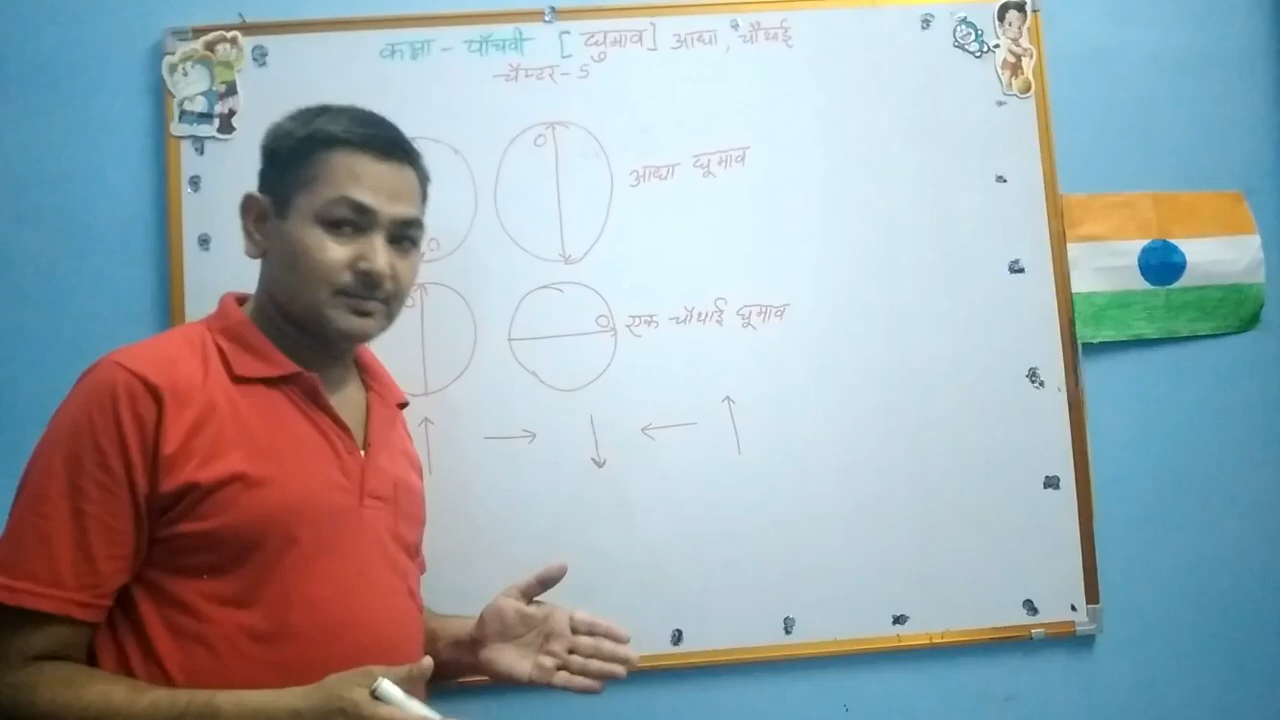 कक्षा - पाँचवी [घुमाव] आधा, चौथाई
चैप्टर - 5
आधा घूमाव
एक चौथाई घूमाव